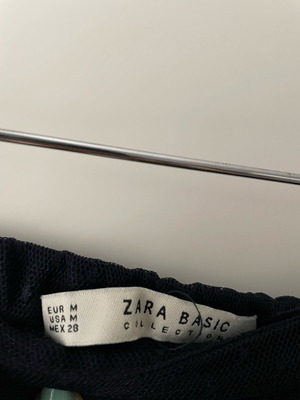 EUR M
USA M
MEX 28
ZARA BASIC
COLLECTION